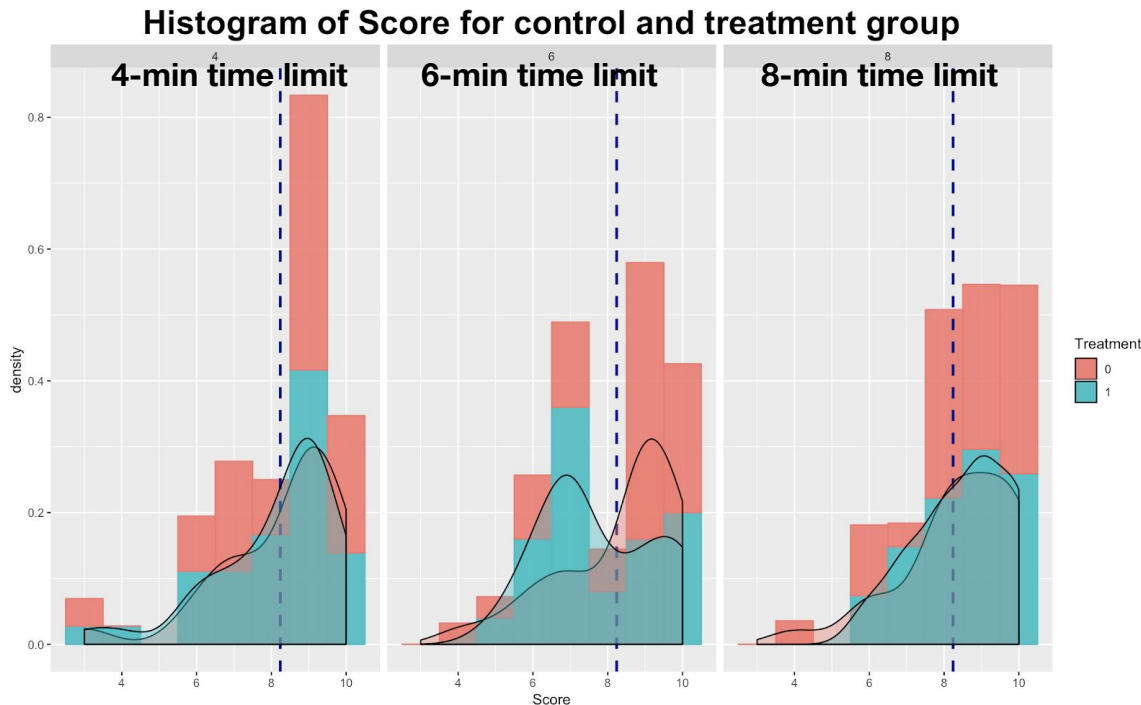 Histogram of Score for control and treatment group
4
6
8
4-min time limit
6-min time limit
8-min time limit
0.8
0.6
0.4
0.2
0.0
density
4 6 8 10
4 6 8 10
4 6 8 10
Score
Treatment
0
1